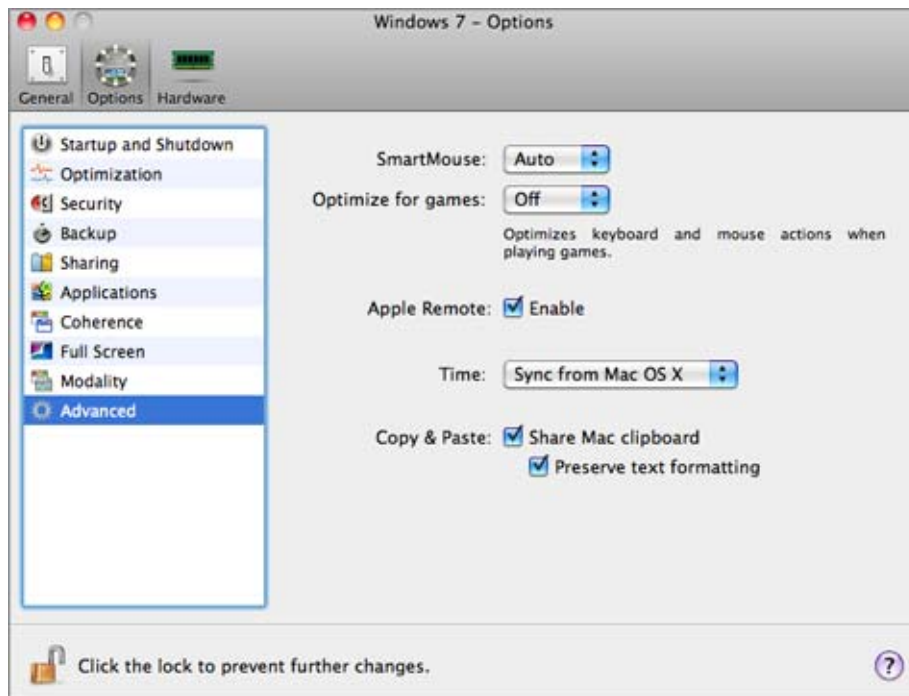 Windows 7 – Options
General Options Hardware
Startup and Shutdown
Optimization
Security
Backup
Sharing
Applications
Coherence
Full Screen
Modality
Advanced
SmartMouse: Auto
Optimize for games: Off
Optimizes keyboard and mouse actions when
playing games.
Apple Remote: Enable
Time: Sync from Mac OS X
Copy & Paste: Share Mac clipboard
Preserve text formatting
Click the lock to prevent further changes.
?